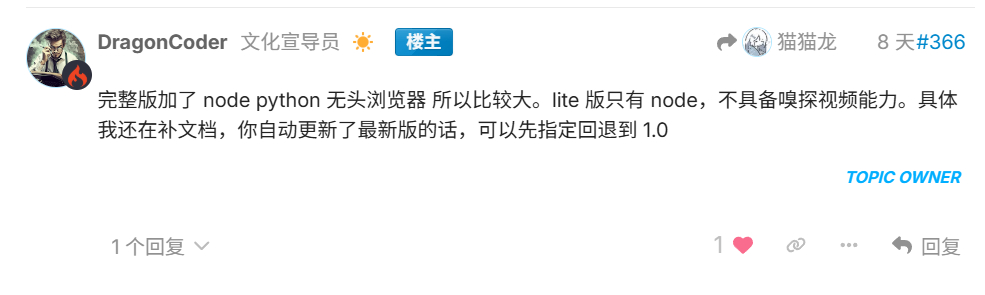 DragonCoder 文化宣导员 楼主 猫猫龙 8 天 #366
完整版加了 node python 无头浏览器 所以比较大。lite 版只有 node，不具备嗅探视频能力。具体
我还在补文档，你自动更新了最新版的话，可以先指定回退到 1.0
TOPIC OWNER
1 个回复 1 回复